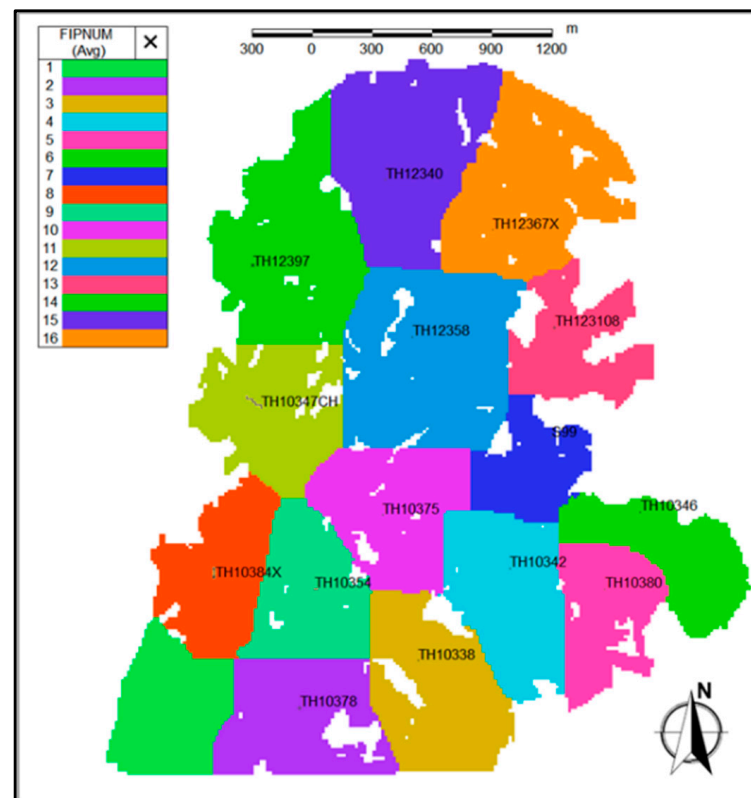 FIPNUM
(Avg)
X
1
2
3
4
5
6
7
8
9
10
11
12
13
14
15
16
m
300 0 300 600 900 1200
TH12340
TH12367X
TH12397
TH123108
TH12358
TH10347CH
S99
TH10375
TH10346
TH10342
TH10384X
TH10354
TH10380
TH10338
TH10378
N